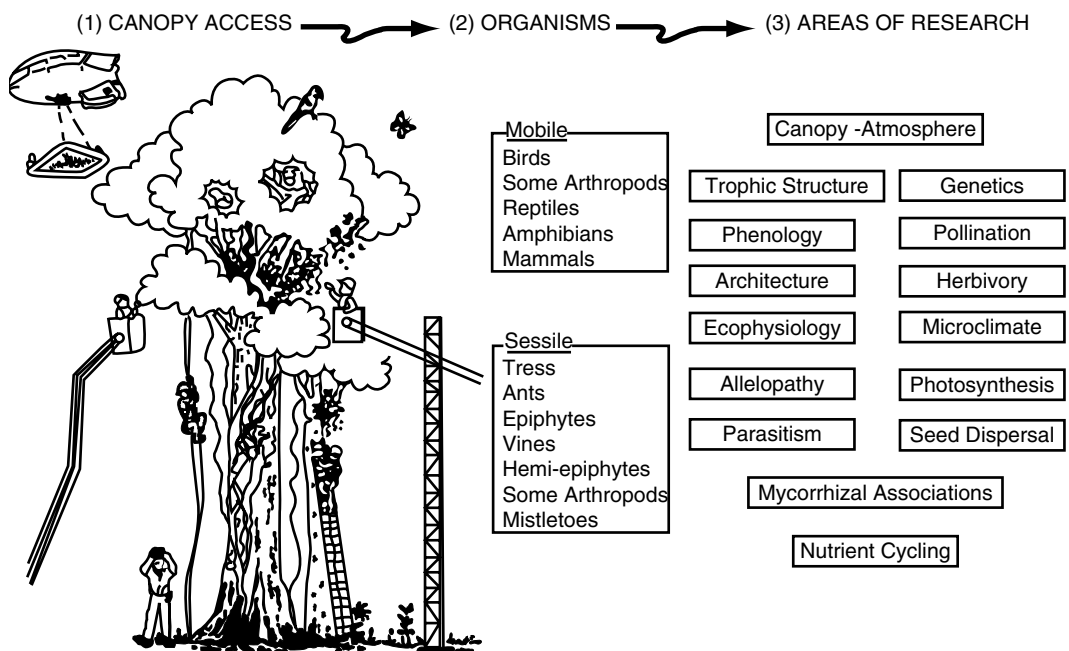 (1) CANOPY ACCESS
(2) ORGANISMS
(3) AREAS OF RESEARCH
Mobile
Birds
Some Arthropods
Reptiles
Amphibians
Mammals
Sessile
Tress
Ants
Epiphytes
Vines
Hemi-epiphytes
Some Arthropods
Mistletoes
Canopy -Atmosphere
Trophic Structure
Genetics
Phenology
Pollination
Architecture
Herbivory
Ecophysiology
Microclimate
Allelopathy
Photosynthesis
Parasitism
Seed Dispersal
Mycorrhizal Associations
Nutrient Cycling